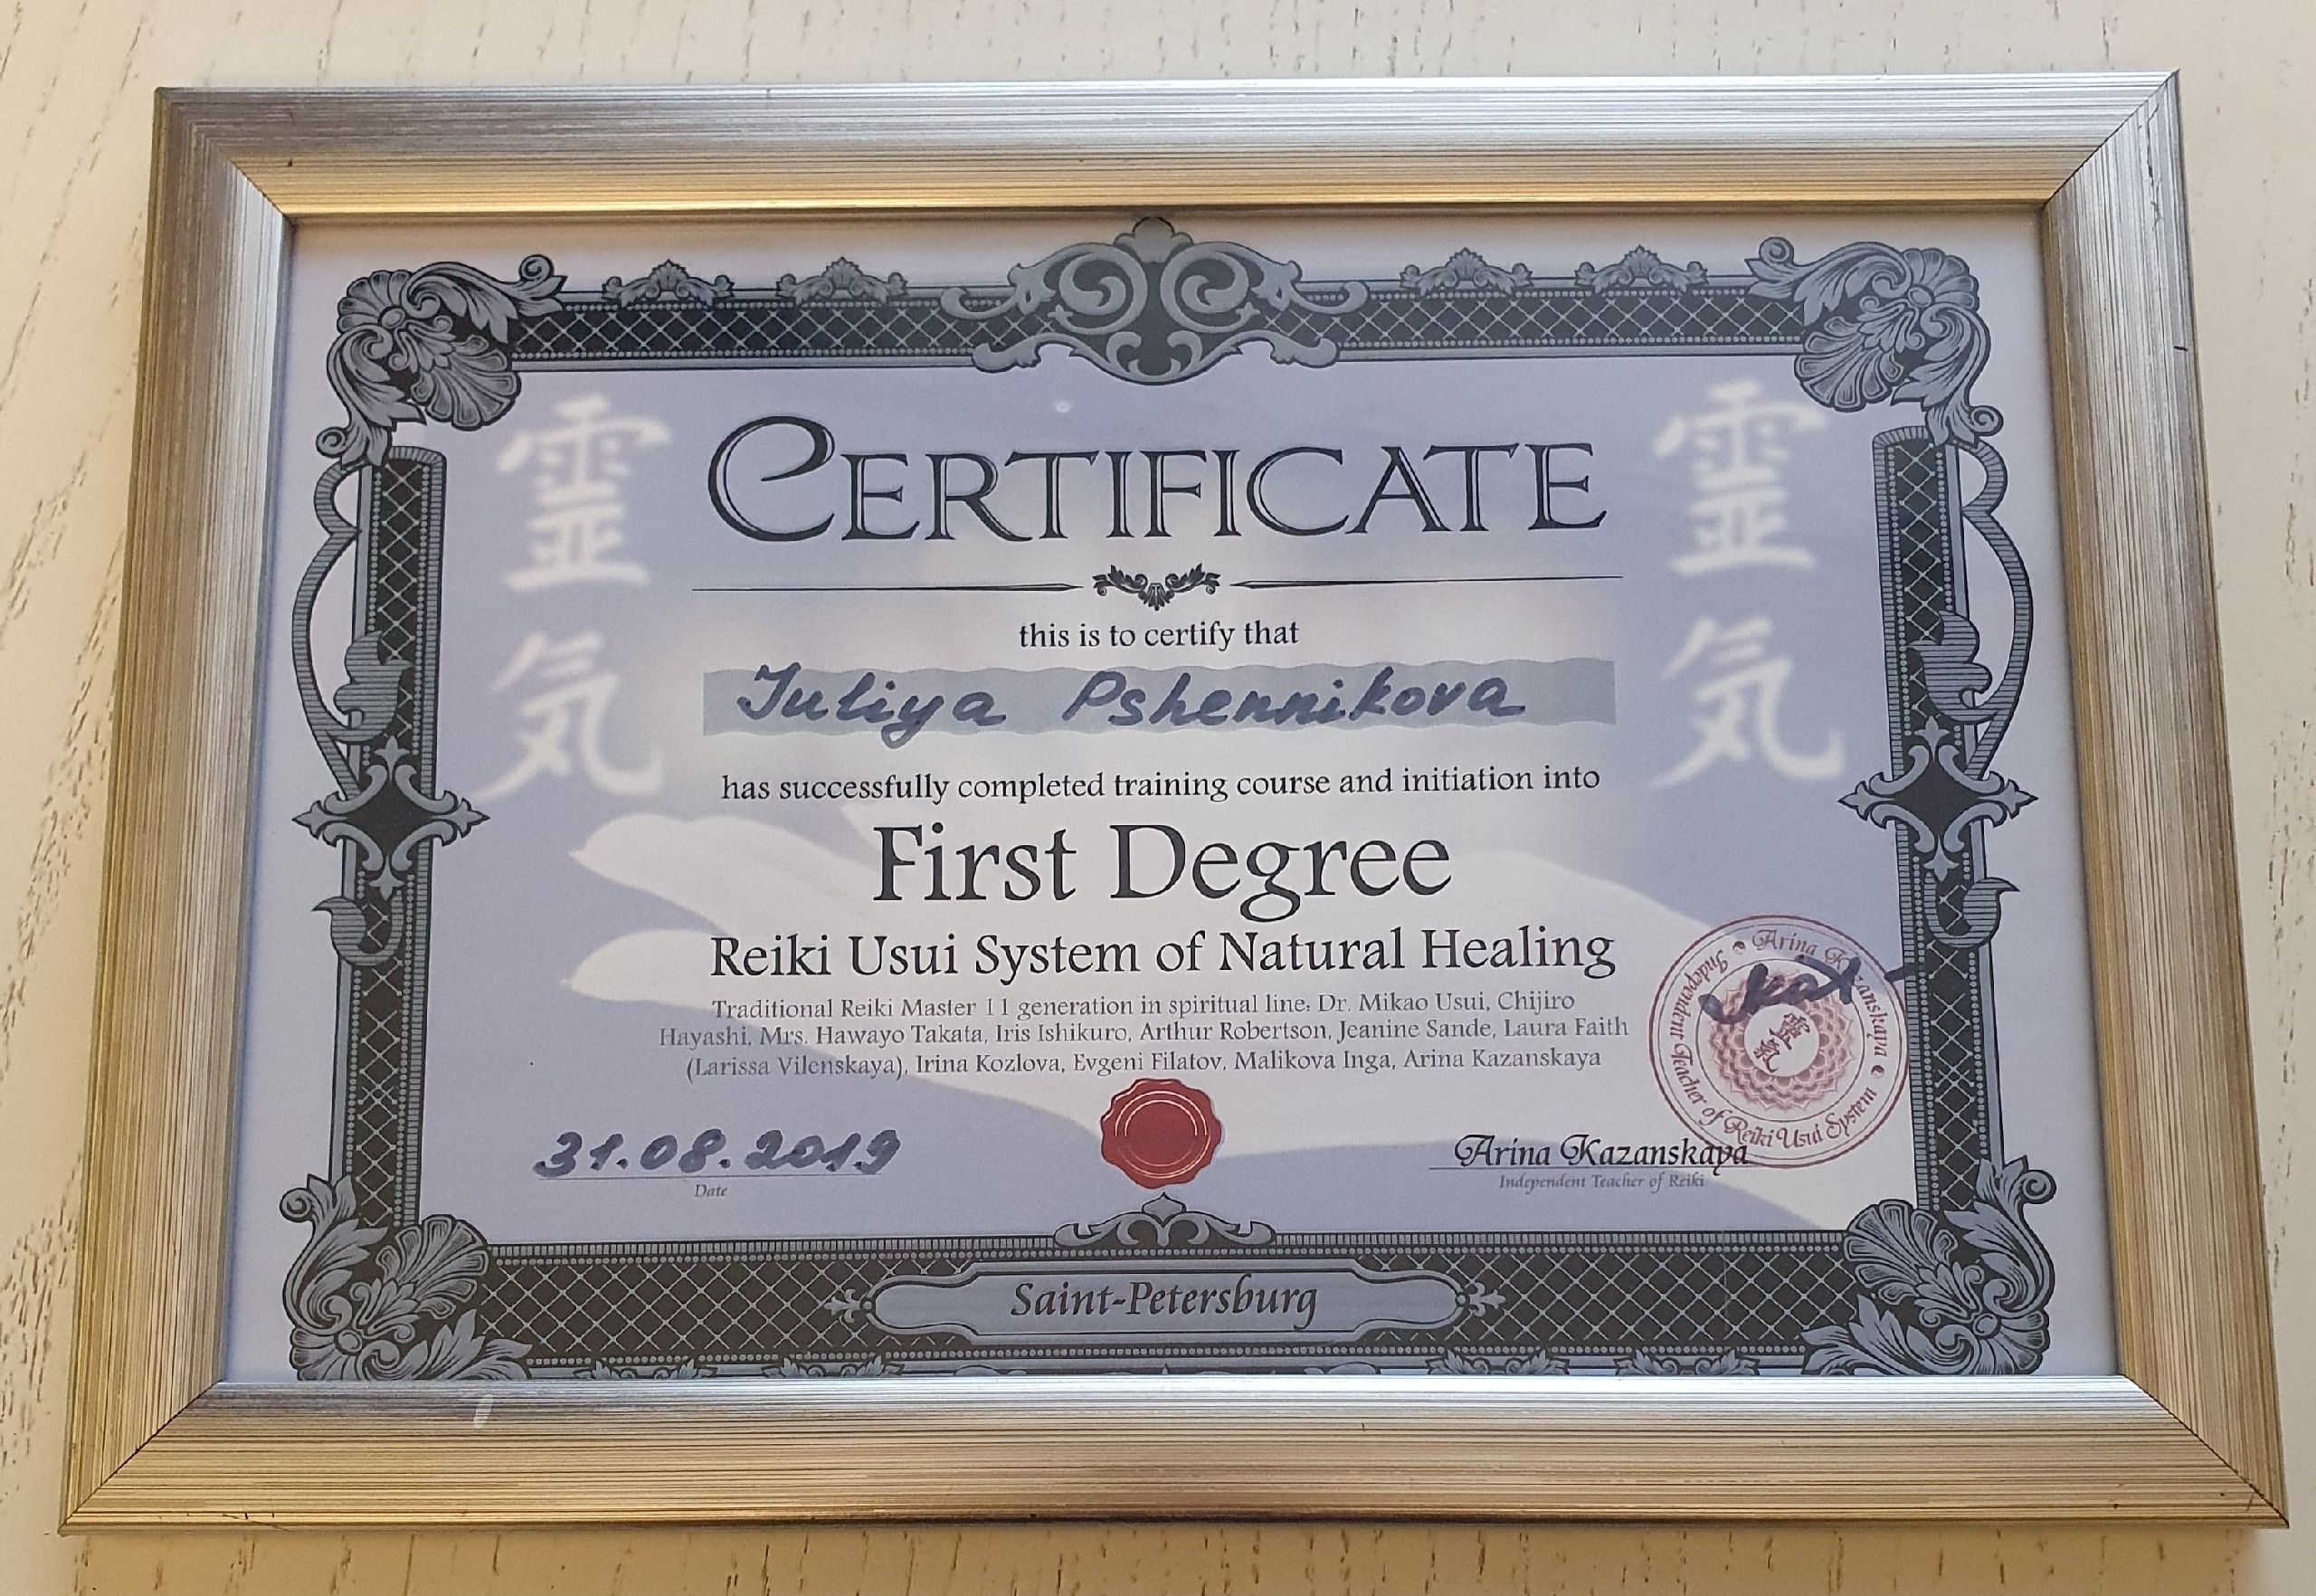 CERTIFICATE
靈気
靈気
this is to certify that
Iuliya Pshennikova
has successfully completed training course and initiation into
First Degree
Reiki Usui System of Natural Healing
Traditional Reiki Master 11 generation in spiritual line: Dr. Mikao Usui, Chijiro
Hayashi, Mrs. Hawayo Takata, Iris Ishikuro, Arthur Robertson, Jeanine Sande, Laura Faith
(Larissa Vilenskaya), Irina Kozlova, Evgeni Filatov, Malikova Inga, Arina Kazanskaya
Arina Kazanskaya
Independent Teacher of Reiki Usui System
靈氣
31.08.2019
Date
Arina Kazanskaya
Independent Teacher of Reiki
Saint-Petersburg